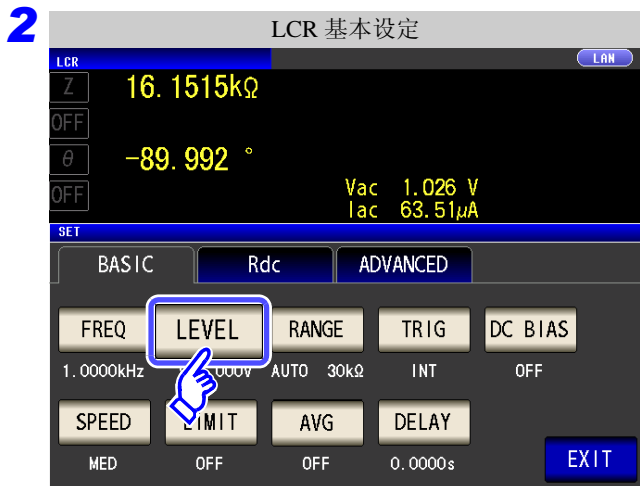 2
LCR 基本设定
LCR
LAN
Z 16.1515kΩ
OFF
θ -89.992 °
OFF
Vac 1.026 V
Iac 63.51μA
SET
BASIC Rdc ADVANCED
FREQ LEVEL RANGE TRIG DC BIAS
1.0000kHz 000V AUTO 30kΩ INT OFF
SPEED LIMIT AVG DELAY
MED OFF OFF 0.0000s
EXIT